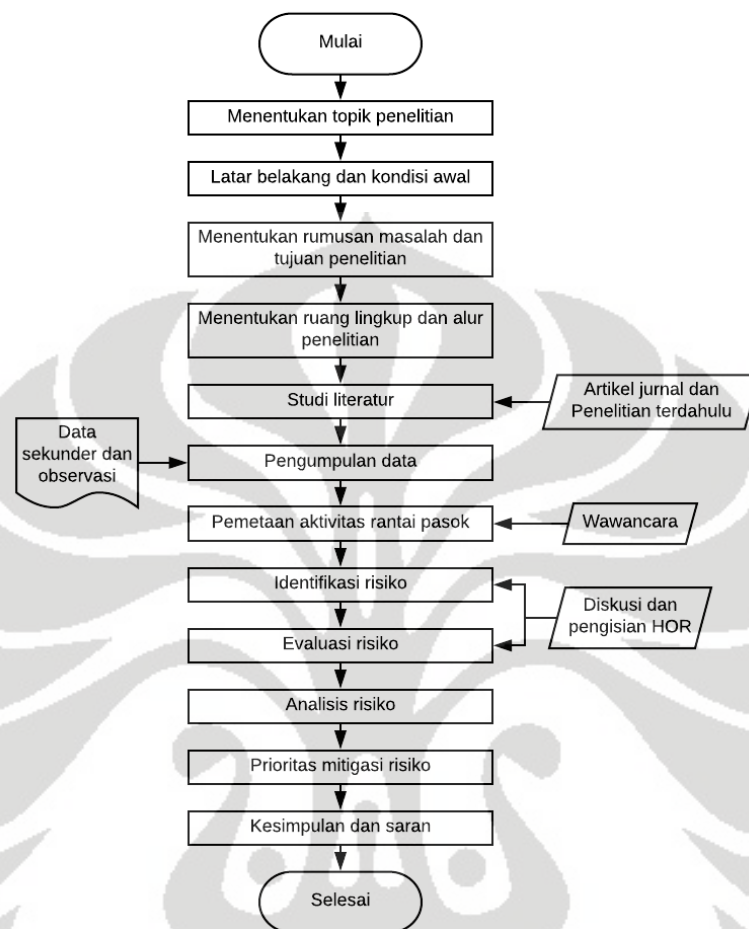 Mulai
Menentukan topik penelitian
Latar belakang dan kondisi awal
Menentukan rumusan masalah dan
tujuan penelitian
Menentukan ruang lingkup dan alur
penelitian
Studi literatur
Artikel jurnal dan
Penelitian terdahulu
Data
sekunder dan
observasi
Pengumpulan data
Pemetaan aktivitas rantai pasok
Wawancara
Identifikasi risiko
Diskusi dan
pengisian HOR
Evaluasi risiko
Analisis risiko
Prioritas mitigasi risiko
Kesimpulan dan saran
Selesai